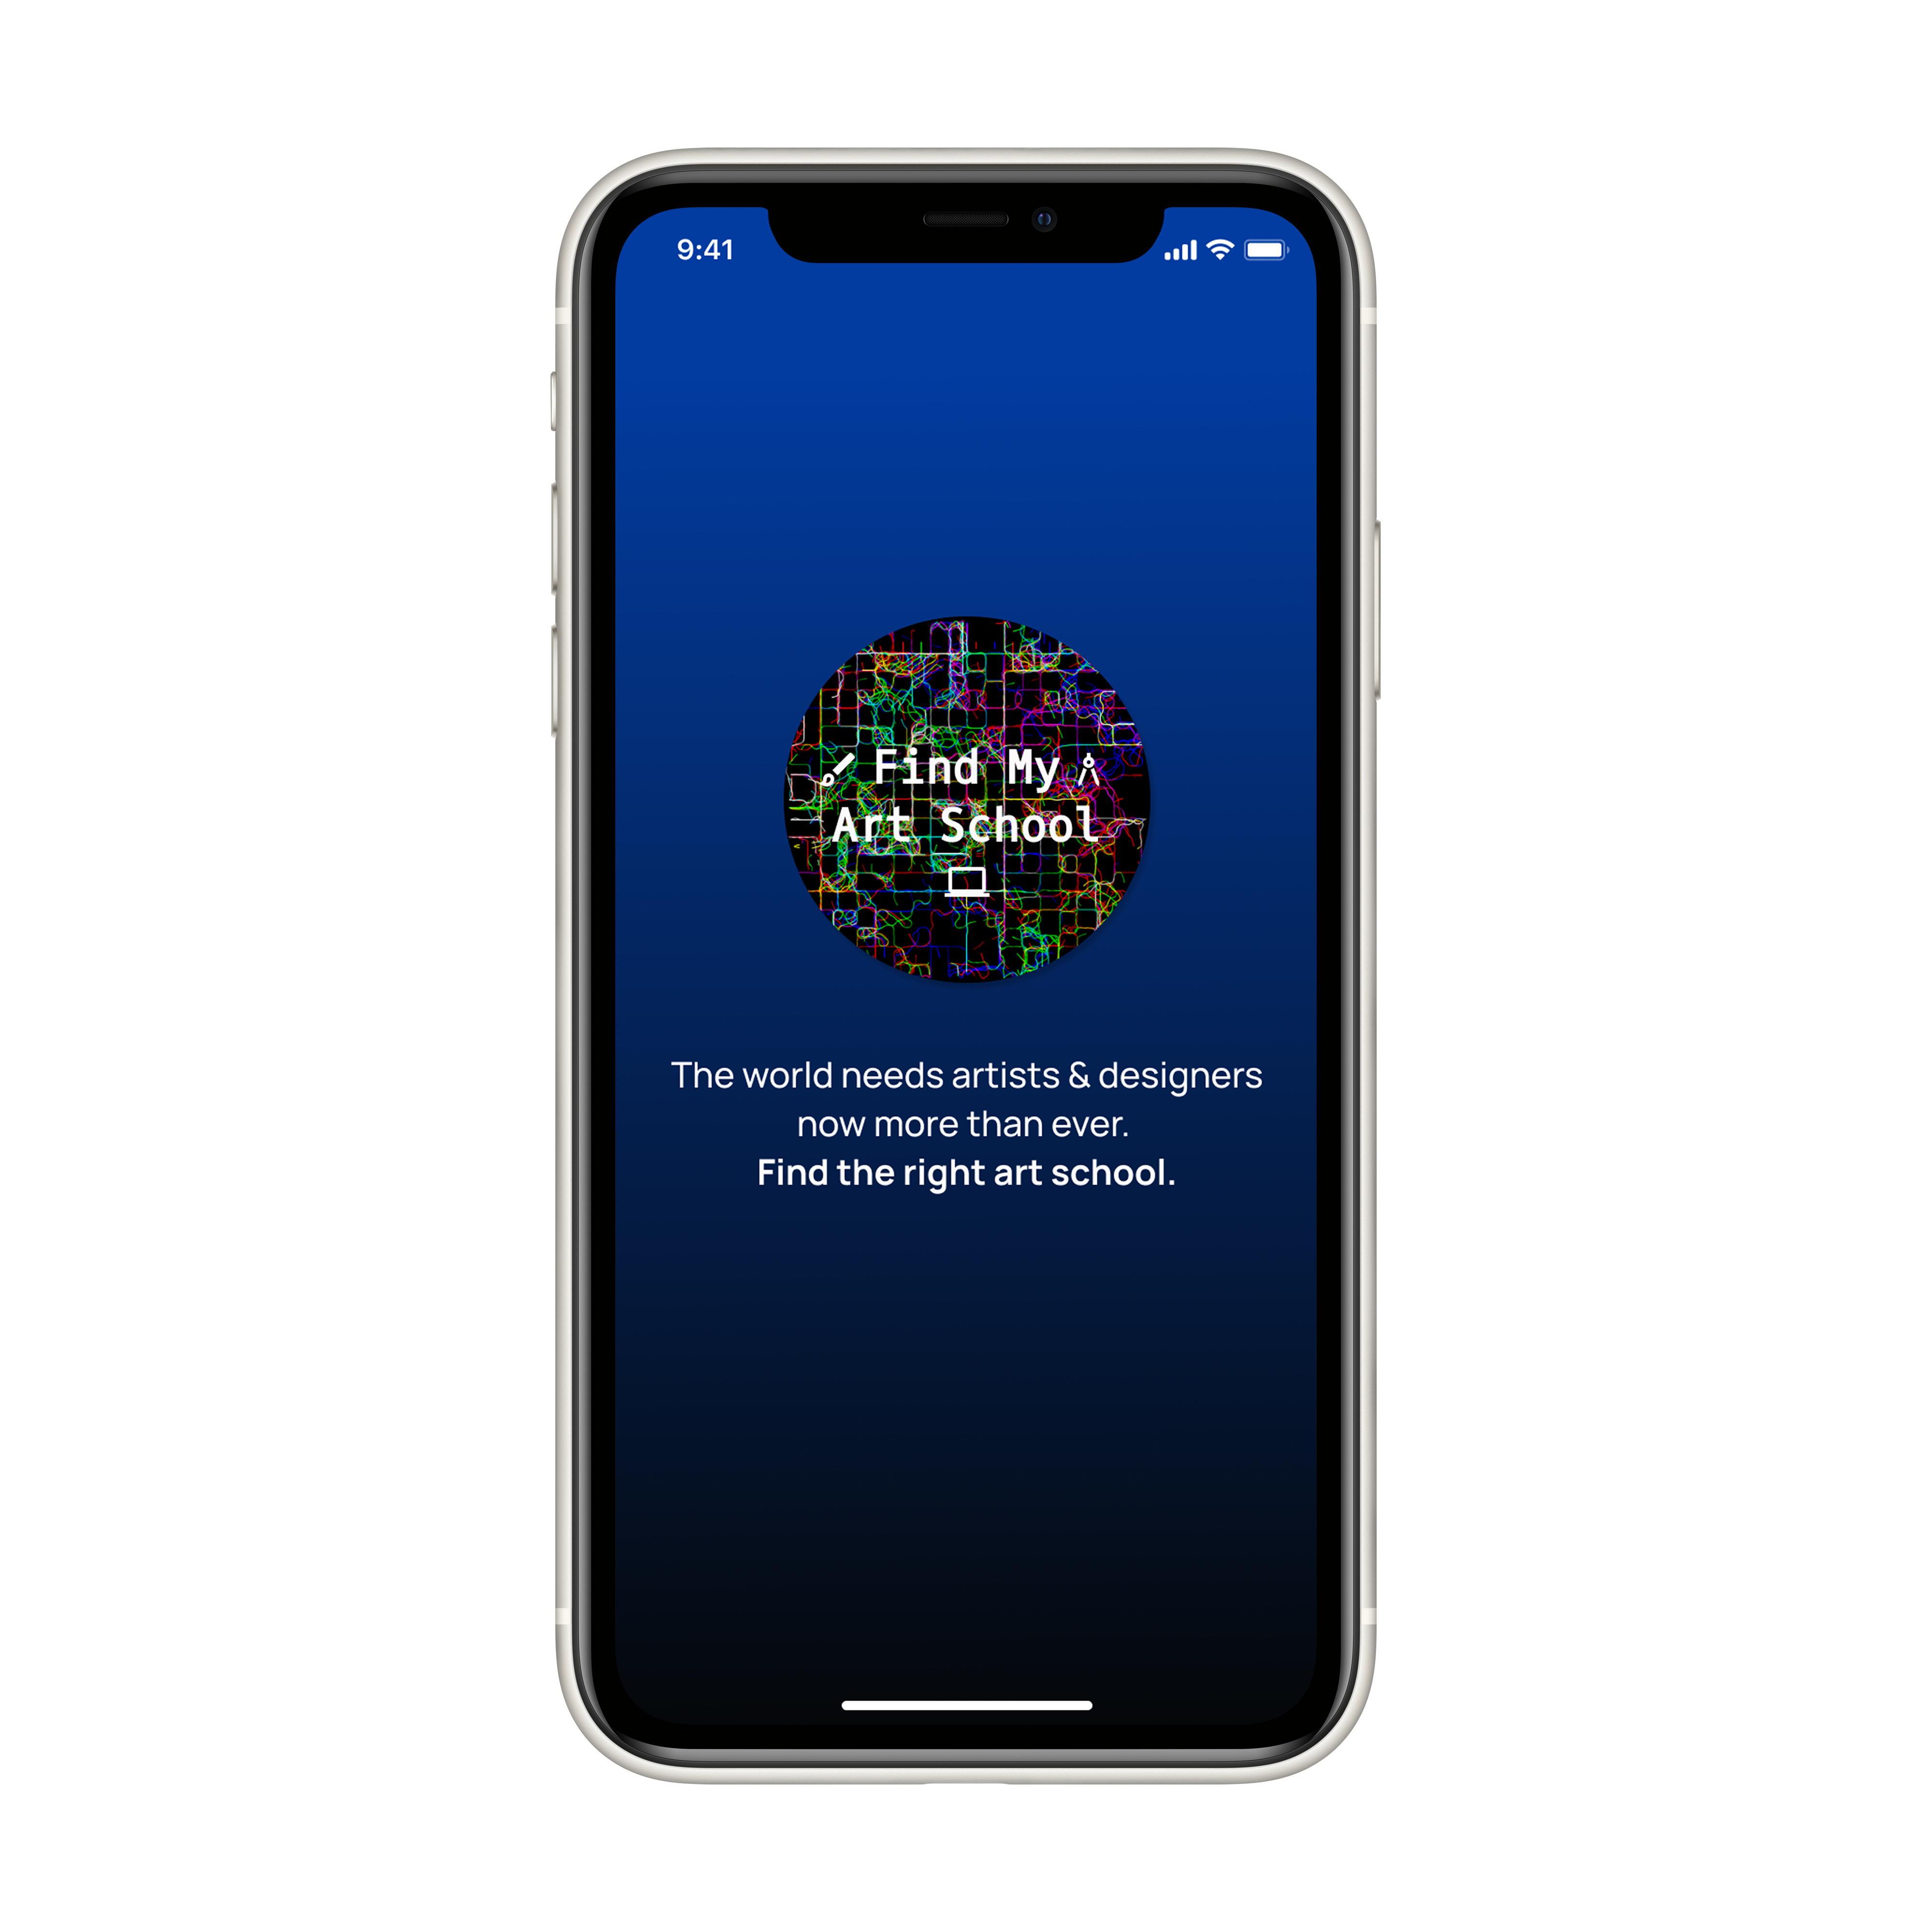 9:41
Find My
Art School
The world needs artists & designers
now more than ever.
Find the right art school.